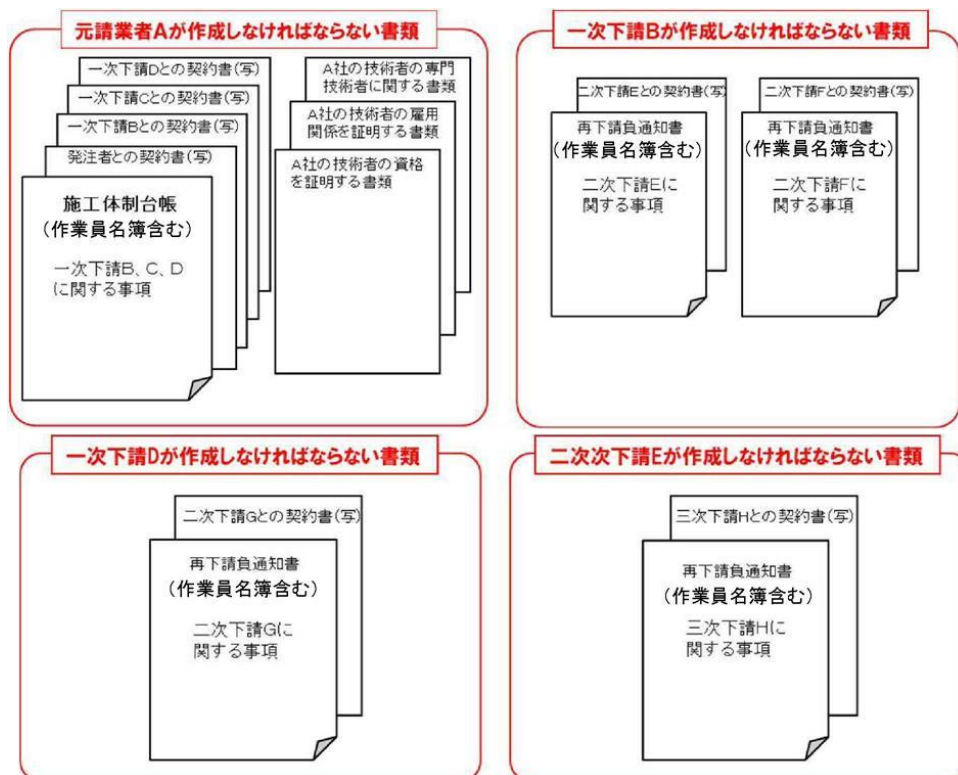 元請業者Aが作成しなければならない書類
一次下請Dとの契約書(写)
一次下請Cとの契約書(写)
一次下請Bとの契約書(写)
発注者との契約書(写)
施工体制台帳
(作業員名簿含む)
一次下請B、C、D
に関する事項
A社の技術者の専門
技術者に関する書類
A社の技術者の雇用
関係を証明する書類
A社の技術者の資格
を証明する書類
一次下請Bが作成しなければならない書類
二次下請Eとの契約書(写)
再下請負通知書
(作業員名簿含む)
二次下請Eに
関する事項
二次下請Fとの契約書(写)
再下請負通知書
(作業員名簿含む)
二次下請Fに
関する事項
一次下請Dが作成しなければならない書類
二次下請Gとの契約書(写)
再下請負通知書
(作業員名簿含む)
二次下請Gに
関する事項
二次次下請Eが作成しなければならない書類
三次下請Hとの契約書(写)
再下請負通知書
(作業員名簿含む)
三次下請Hに
関する事項